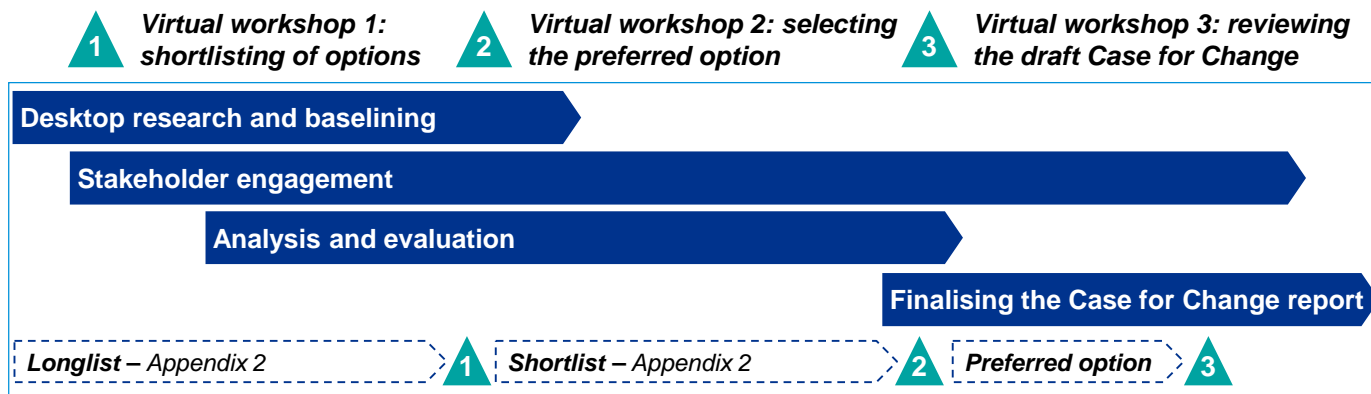 1
Virtual workshop 1:
shortlisting of options
2
Virtual workshop 2: selecting
the preferred option
3
Virtual workshop 3: reviewing
the draft Case for Change
Desktop research and baselining
Stakeholder engagement
Analysis and evaluation
Finalising the Case for Change report
Longlist – Appendix 2
1
Shortlist – Appendix 2
2
Preferred option
3